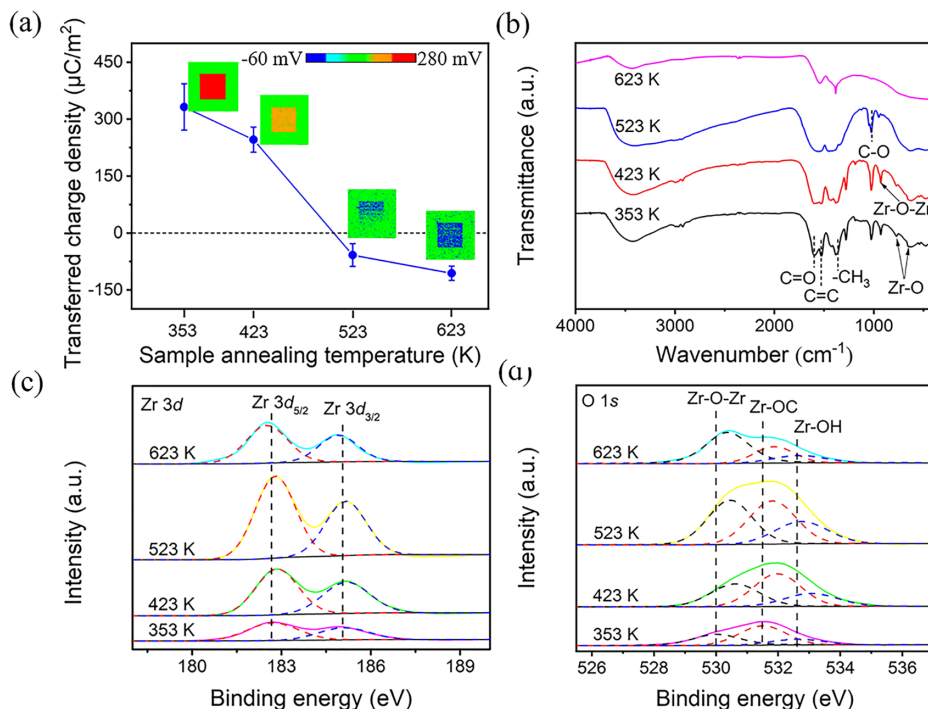 (a)
Transferred charge density (μC/m²)
450
300
150
0
-150
-60 mV
280 mV
353
423
523
623
Sample annealing temperature (K)
(b)
Transmittance (a.u.)
623 K
523 K
C-O
423 K
Zr-O-Zr
353 K
C=O
C=C
-CH₃
Zr-O
4000
3000
2000
1000
Wavenumber (cm⁻¹)
(c)
Intensity (a.u.)
Zr 3d
Zr 3d₅/₂
Zr 3d₃/₂
623 K
523 K
423 K
353 K
180
183
186
189
Binding energy (eV)
(d)
Intensity (a.u.)
O 1s
Zr-O-Zr
Zr-OC
Zr-OH
623 K
523 K
423 K
353 K
526
528
530
532
534
536
Binding energy (eV)